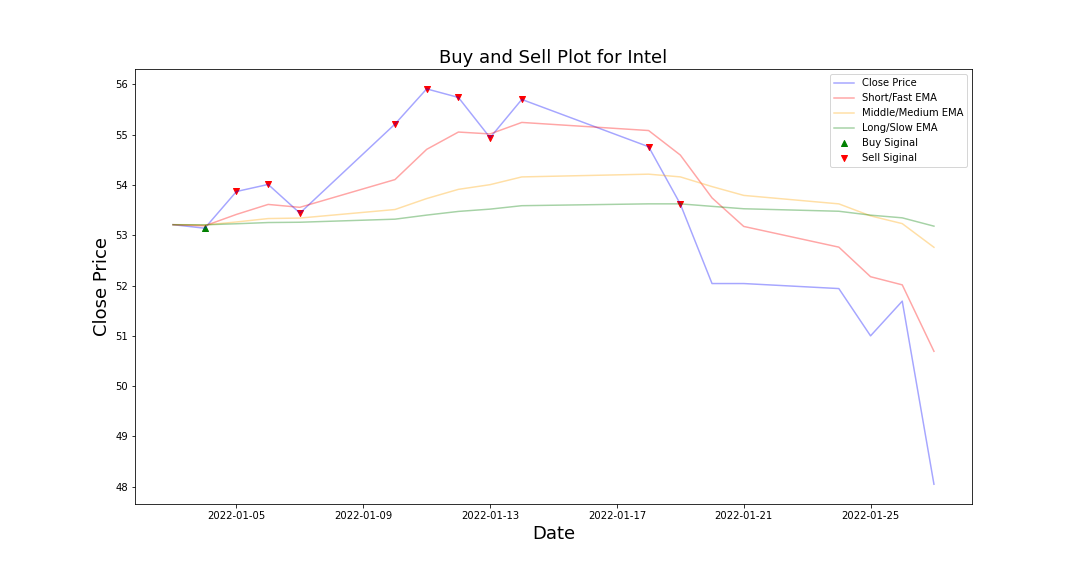 Buy and Sell Plot for Intel
Close Price
Short/Fast EMA
Middle/Medium EMA
Long/Slow EMA
Buy Siginal
Sell Siginal
56
55
54
53
52
51
50
49
48
Close Price
2022-01-05 2022-01-09 2022-01-13 2022-01-17 2022-01-21 2022-01-25
Date